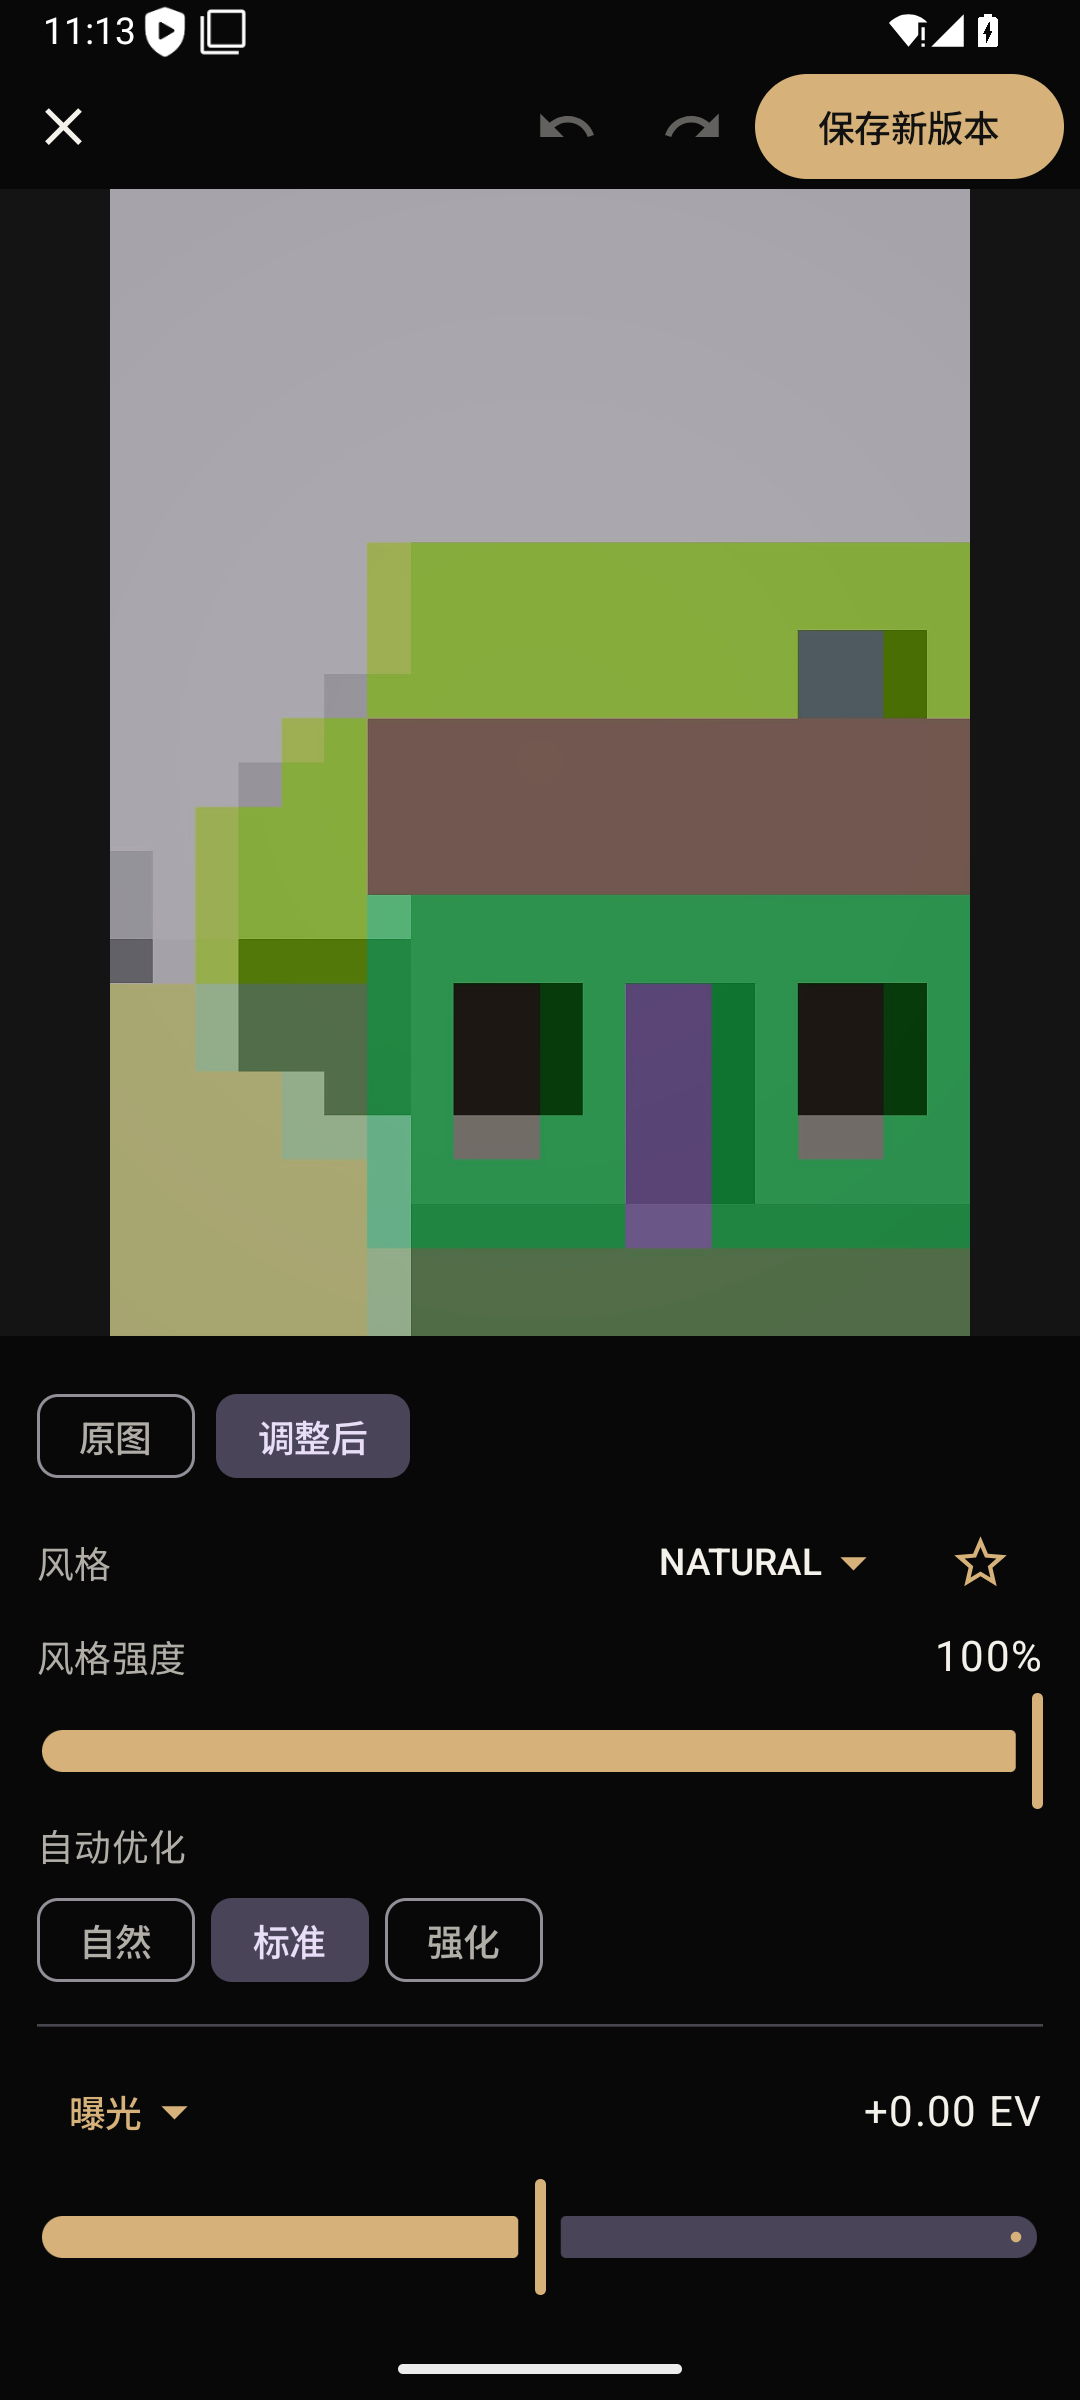 11:13
保存新版本
原图 调整后
风格 NATURAL
风格强度 100%
自动优化
自然 标准 强化
曝光 +0.00 EV